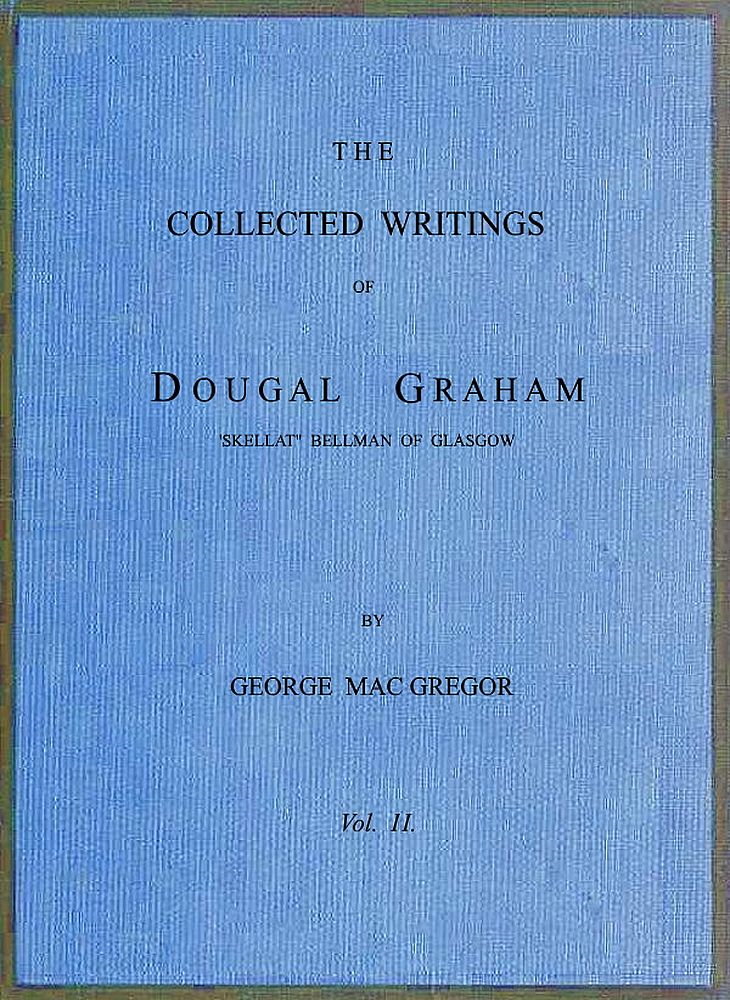 THE
COLLECTED WRITINGS
OF
DOUGAL GRAHAM
'SKELLAT" BELLMAN OF GLASGOW
BY
GEORGE MAC GREGOR
Vol. II.